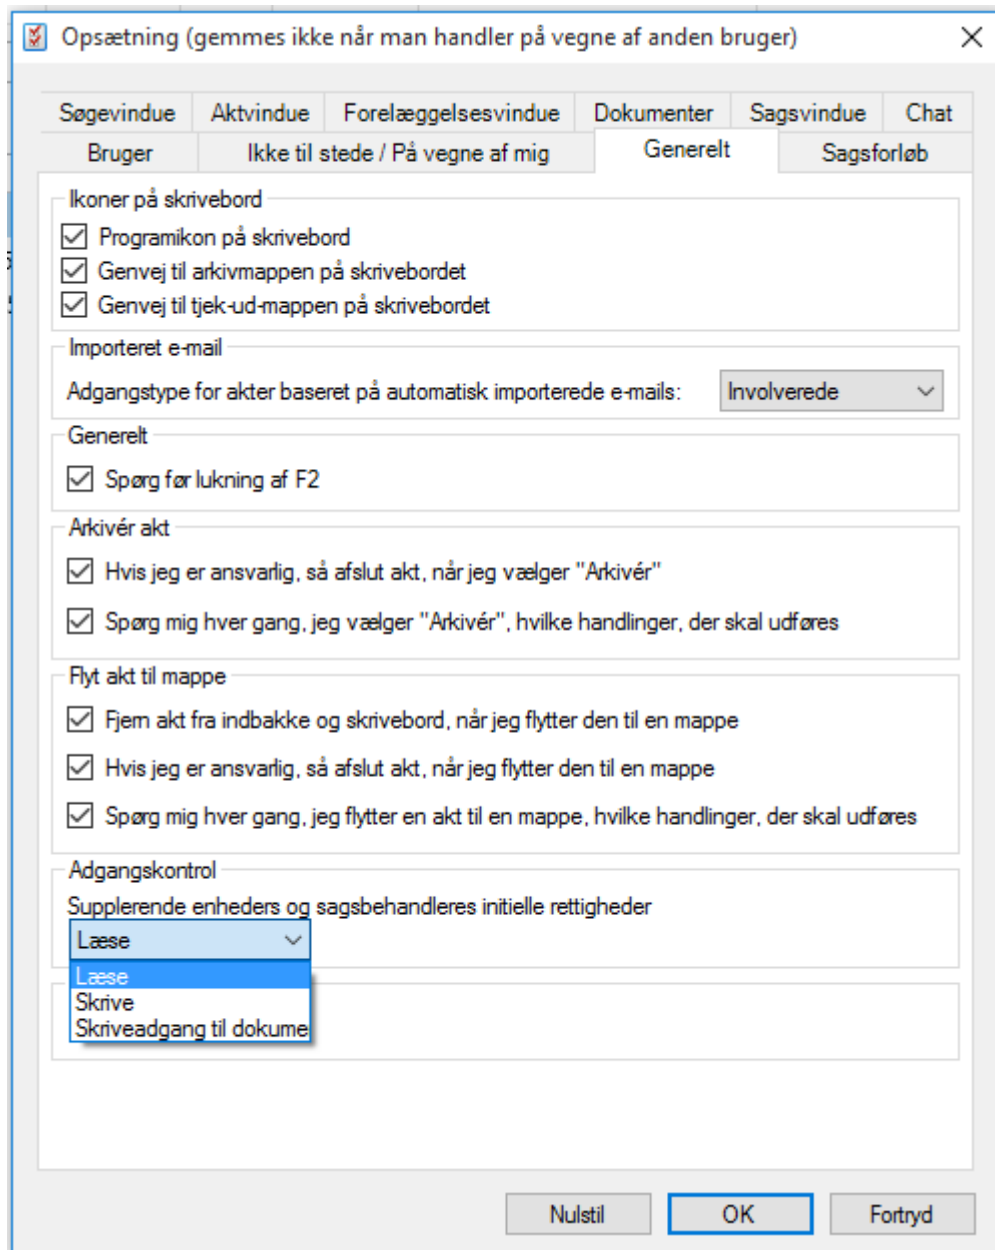 Opsætning (gemmes ikke når man handler på vegne af anden bruger)
Søgevindue Aktvindue Forelæggelsesvindue Dokumenter Sagsvindue Chat
Bruger Ikke til stede / På vegne af mig Generelt Sagsforløb
Ikoner på skrivebord
Programikon på skrivebord
Genvej til arkivmappen på skrivebordet
Genvej til tjek-ud-mappen på skrivebordet
Importeret e-mail
Adgangstype for akter baseret på automatisk importerede e-mails: Involverede
Generelt
Spørg før lukning af F2
Arkivér akt
Hvis jeg er ansvarlig, så afslut akt, når jeg vælger "Arkivér"
Spørg mig hver gang, jeg vælger "Arkivér", hvilke handlinger, der skal udføres
Flyt akt til mappe
Fjern akt fra indbakke og skrivebord, når jeg flytter den til en mappe
Hvis jeg er ansvarlig, så afslut akt, når jeg flytter den til en mappe
Spørg mig hver gang, jeg flytter en akt til en mappe, hvilke handlinger, der skal udføres
Adgangskontrol
Supplerende enheders og sagsbehandleres initielle rettigheder
Læse
Læse
Skrive
Skriveadgang til dokume
Nulstil OK Fortryd